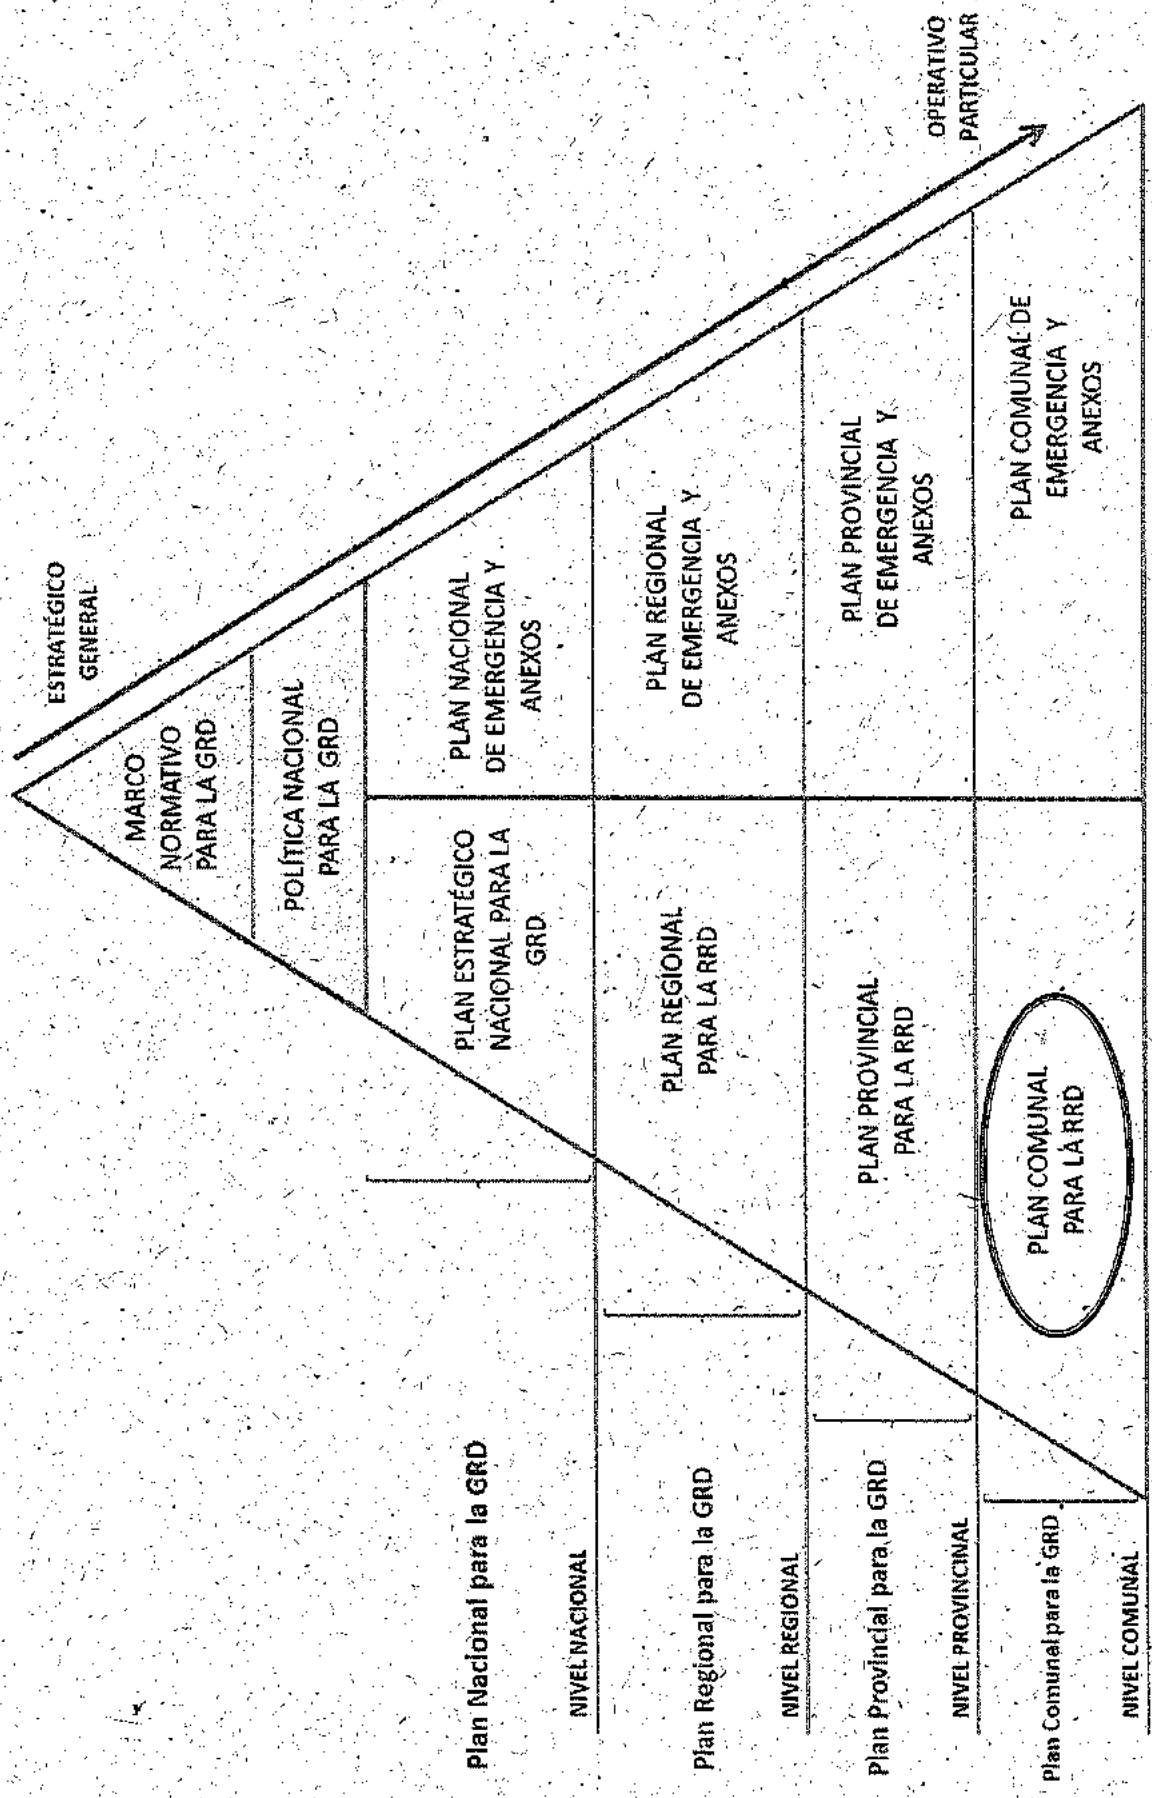 ESTRATÉGICO
GENERAL
MARCO
NORMATIVO
PARA LA GRD
POLÍTICA NACIONAL
PARA LA GRD
OPERATIVO
PARTICULAR
Plan Nacional para la GRD
NIVEL NACIONAL
PLAN ESTRATÉGICO
NACIONAL PARA LA
GRD
PLAN NACIONAL
DE EMERGENCIA Y
ANEXOS
Plan Regional para la GRD
NIVEL REGIONAL
PLAN REGIONAL
PARA LA RRD
PLAN REGIONAL
DE EMERGENCIA Y
ANEXOS
Plan Provincial para la GRD
NIVEL PROVINCINAL
PLAN PROVINCIAL
PARA LA RRD
PLAN PROVINCIAL
DE EMERGENCIA Y
ANEXOS
Plan Comunal para la GRD
NIVEL COMUNAL
PLAN COMUNAL
PARA LA RRD
PLAN COMUNAL DE
EMERGENCIA Y
ANEXOS